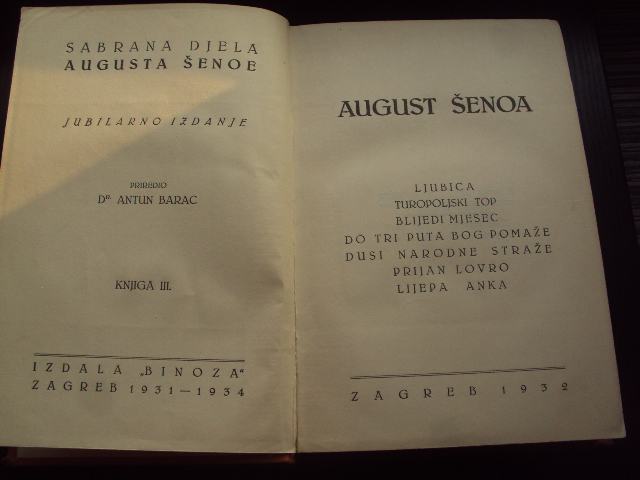 SABRANA DJELA
AUGUSTA ŠENOE
JUBILARNO IZDANJE
PRIREDIO
Dr. ANTUN BARAC
KNJIGA III.
IZDALA „BINOZA“
ZAGREB 1931—1934
AUGUST ŠENOA
LJUBICA
TUROPOLJSKI TOP
BLIJEDI MJESEC
DO TRI PUTA BOG POMAŽE
DUSI NARODNE STRAŽE
PRIJAN LOVRO
LIJEPA ANKA
ZAGREB 1932